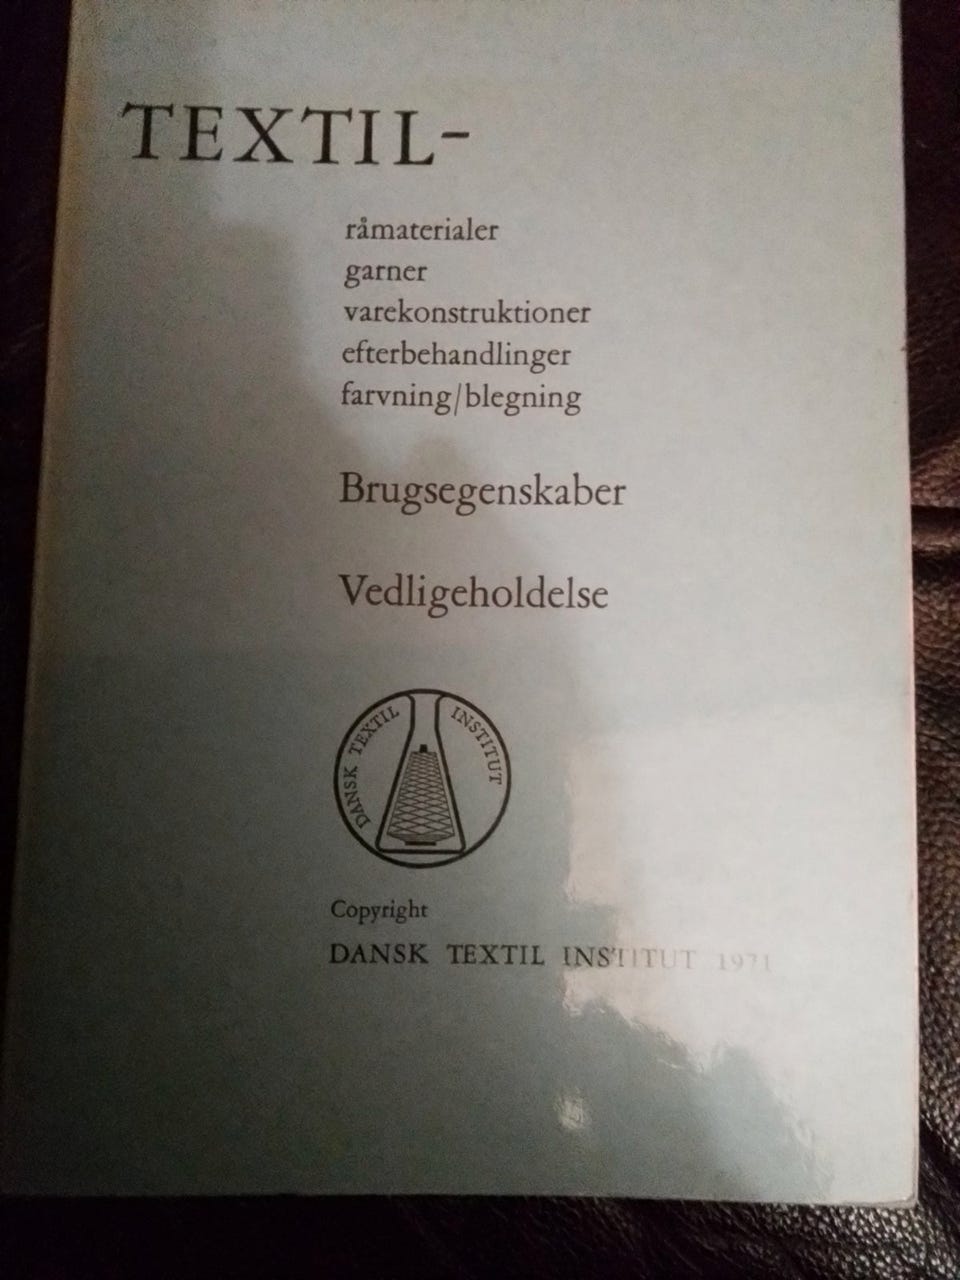 TEXTIL-
råmaterialer
garner
varekonstruktioner
efterbehandlinger
farvning/blegning
Brugsegenskaber
Vedligeholdelse
DANSK TEXTIL INSTITUT
Copyright
DANSK TEXTIL INSTITUT 1971